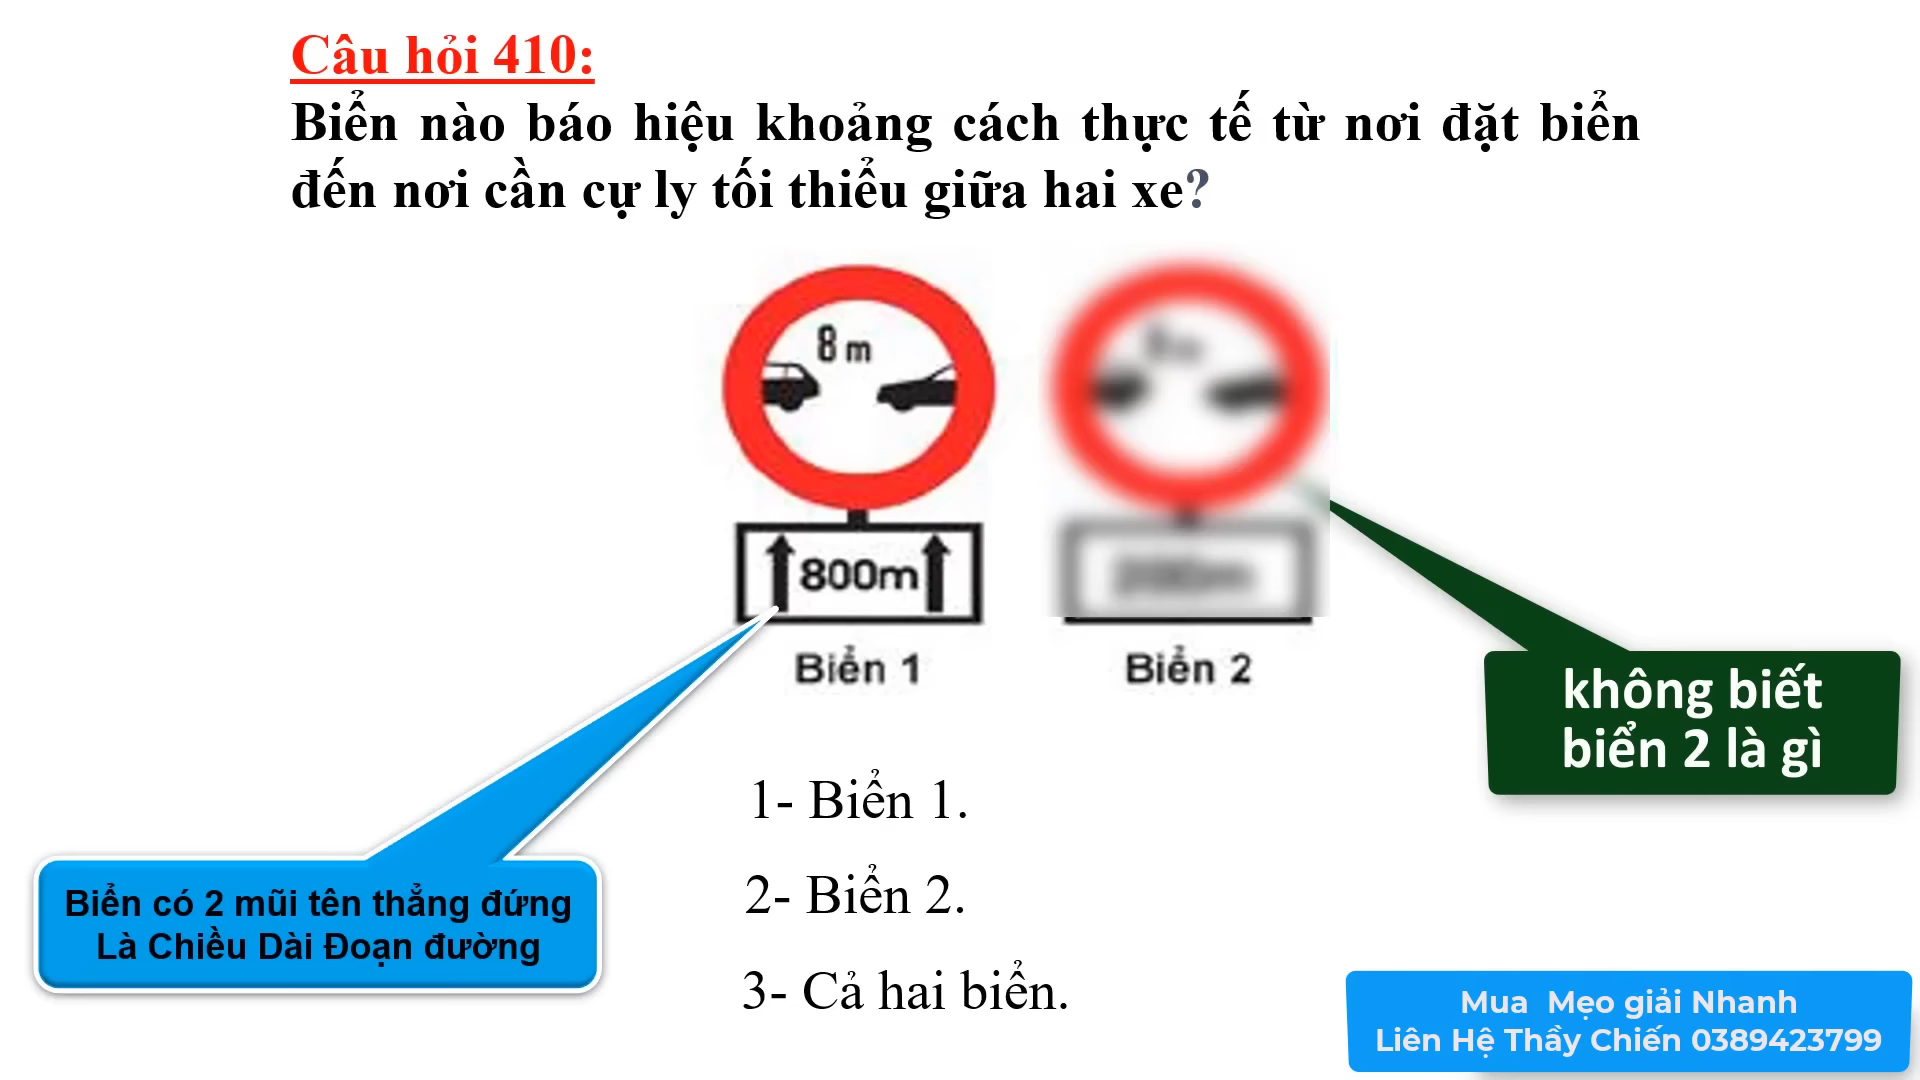 Câu hỏi 410:
Biển nào báo hiệu khoảng cách thực tế từ nơi đặt biển
đến nơi cần cự ly tối thiểu giữa hai xe?
8 m
800m
Biển 1
Biển 2
không biết
biển 2 là gì
1- Biển 1.
2- Biển 2.
3- Cả hai biển.
Biển có 2 mũi tên thẳng đứng
Là Chiều Dài Đoạn đường
Mua Mẹo giải Nhanh
Liên Hệ Thầy Chiến 0389423799